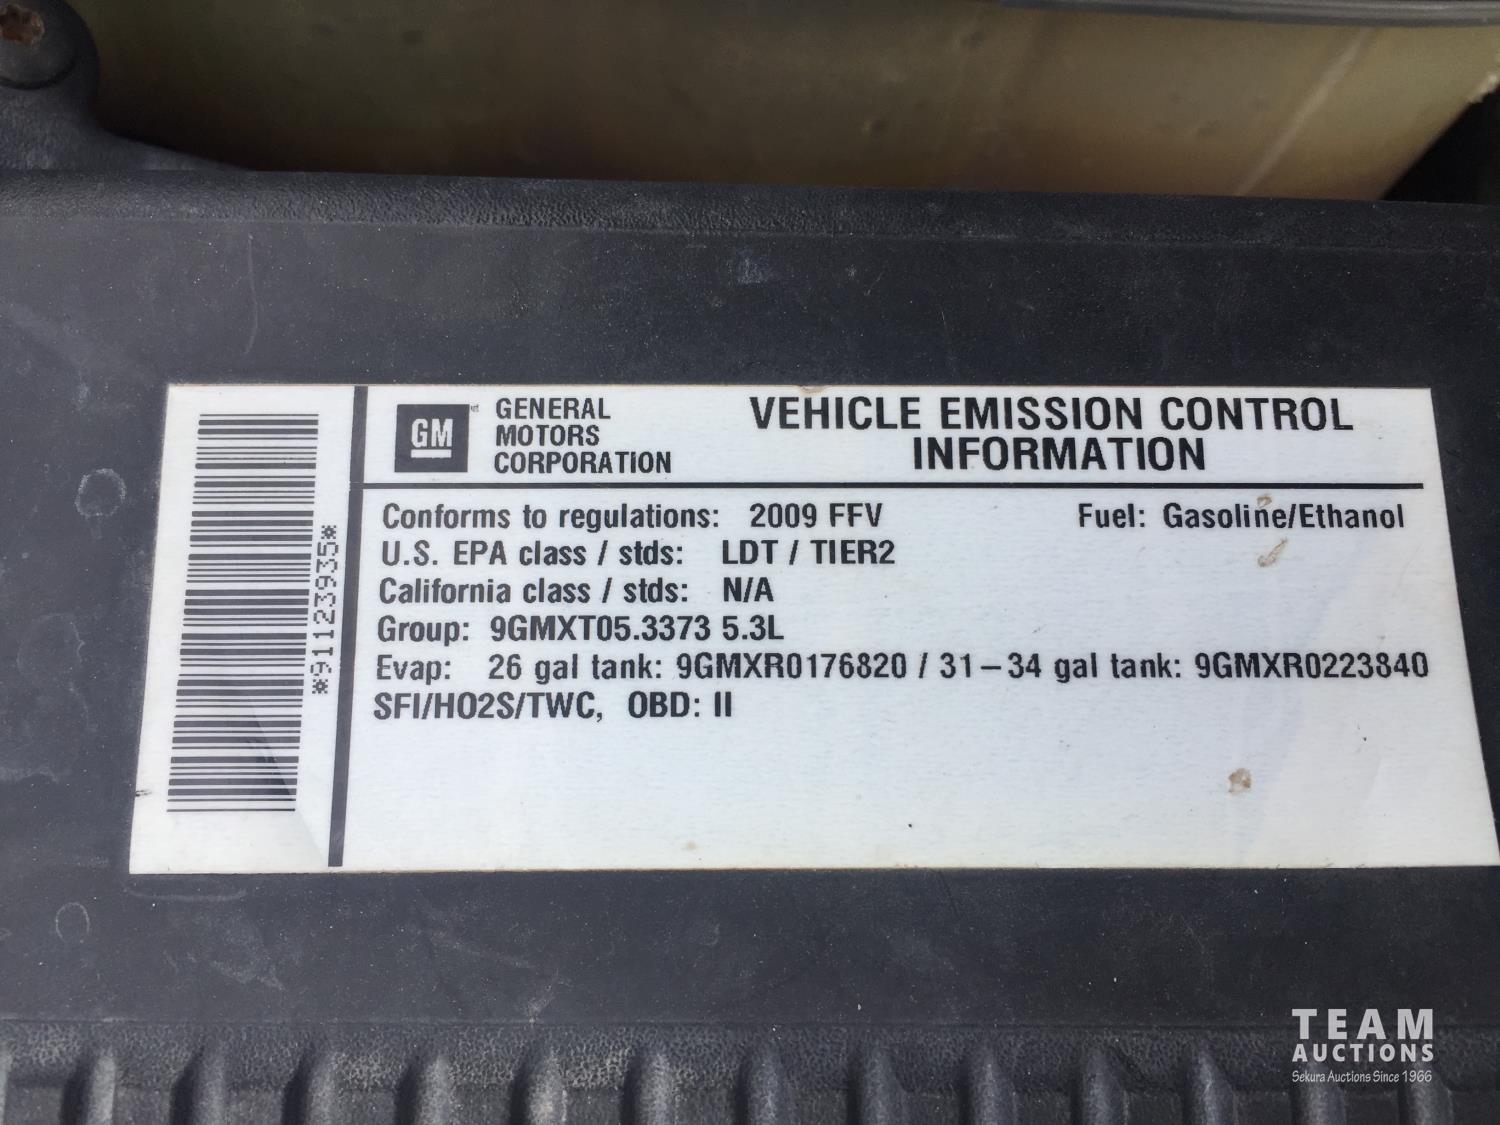 GM
GENERAL
MOTORS
CORPORATION
VEHICLE EMISSION CONTROL
INFORMATION
Conforms to regulations: 2009 FFV Fuel: Gasoline/Ethanol
U.S. EPA class / stds: LDT / TIER2
California class / stds: N/A
Group: 9GMXT05.3373 5.3L
Evap: 26 gal tank: 9GMXR0176820 / 31–34 gal tank: 9GMXR0223840
SFI/HO2S/TWC, OBD: II
*91123935*
TEAM
AUCTIONS
Sekura Auctions Since 1966